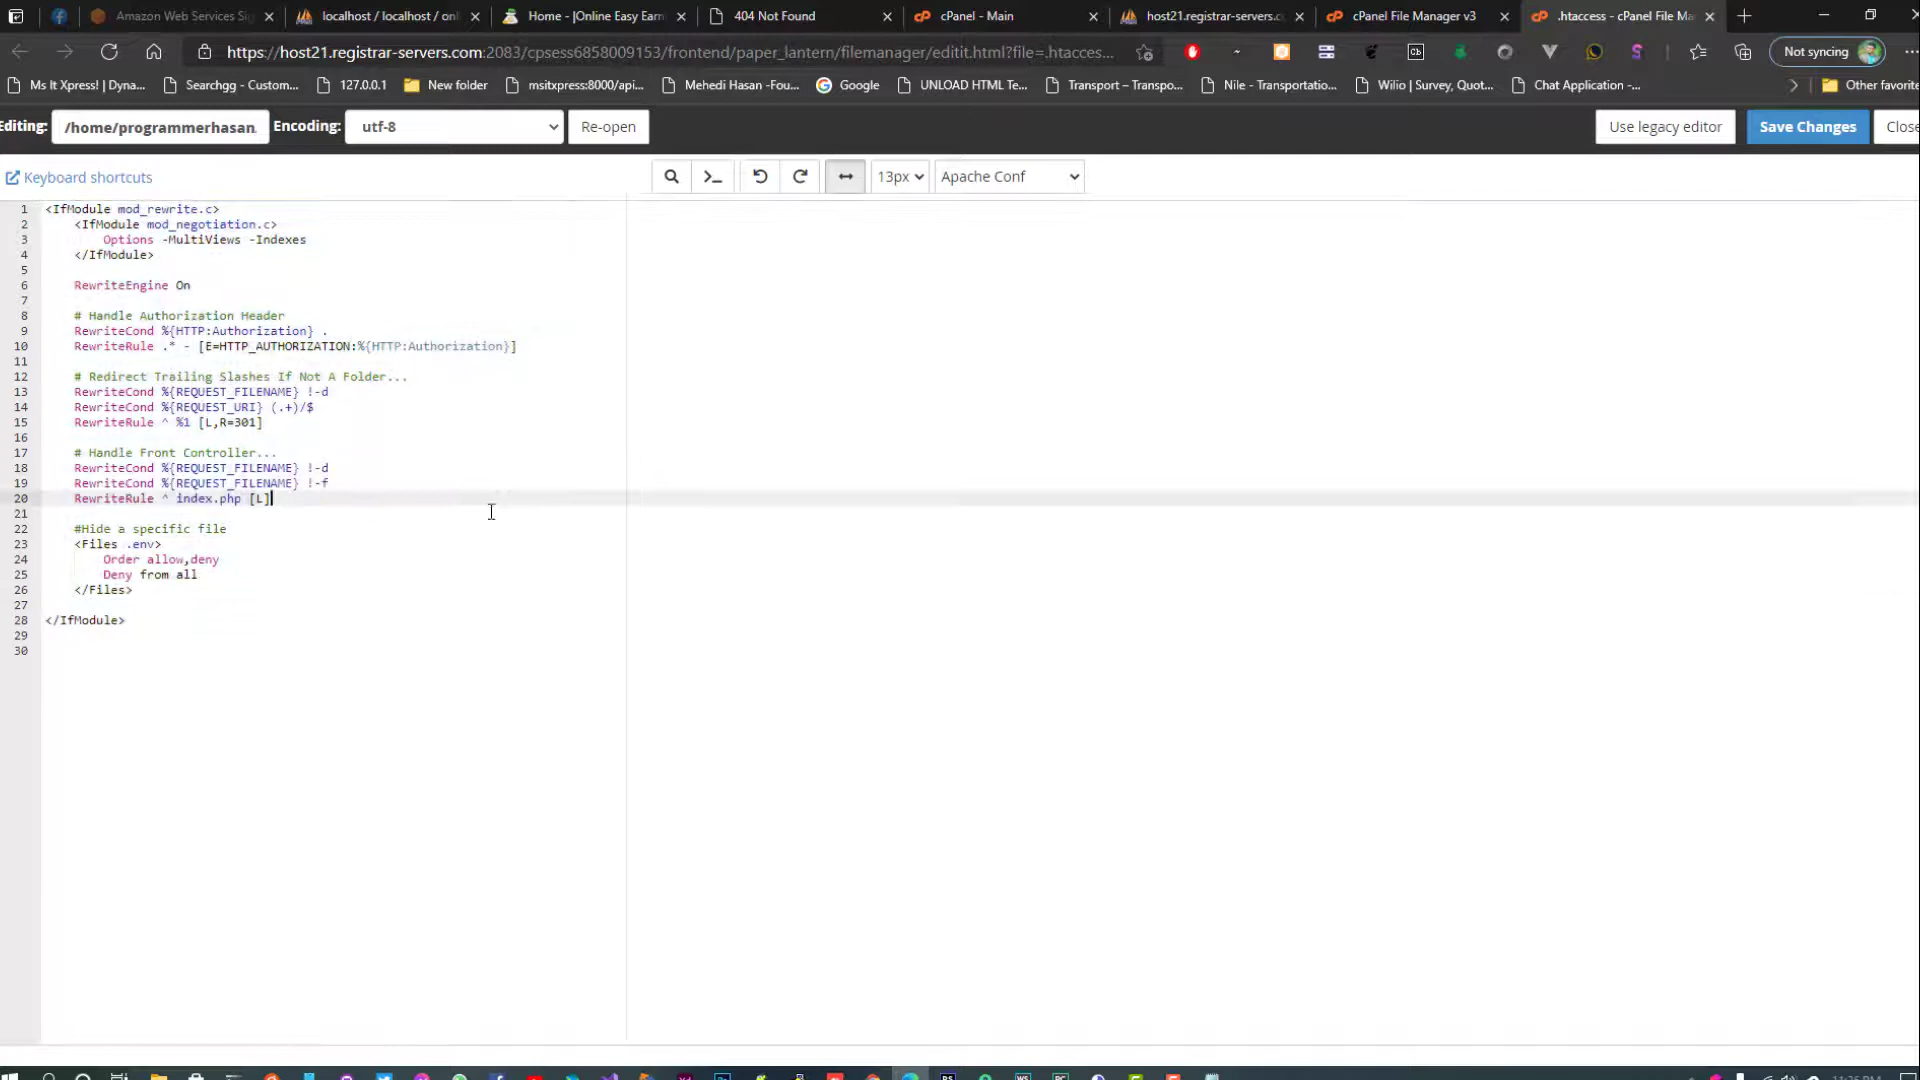 Amazon Web Services Si
localhost / localhost / onl
Home - |Online Easy Earn
404 Not Found
cPanel - Main
host21.registrar-servers.c
cPanel File Manager v3
.htaccess - cPanel File Ma
https://host21.registrar-servers.com:2083/cpsess6858009153/frontend/paper_lantern/filemanager/editit.html?file=.htacces...
Not syncing
Ms It Xpress! | Dyna...
Searchgg - Custom...
127.0.0.1
New folder
msitxpress:8000/api...
Mehedi Hasan -Fou...
Google
UNLOAD HTML Te...
Transport – Transpo...
Nile - Transportatio...
Wilio | Survey, Quot...
Chat Application -...
Other favorite
Editing:
/home/programmerhasan.
Encoding:
utf-8
Re-open
Use legacy editor
Save Changes
Close
Keyboard shortcuts
13px
Apache Conf
1 <IfModule mod_rewrite.c>
2 <IfModule mod_negotiation.c>
3 Options -MultiViews -Indexes
4 </IfModule>
5
6 RewriteEngine On
7
8 # Handle Authorization Header
9 RewriteCond %{HTTP:Authorization} .
10 RewriteRule .* - [E=HTTP_AUTHORIZATION:%{HTTP:Authorization}]
11
12 # Redirect Trailing Slashes If Not A Folder...
13 RewriteCond %{REQUEST_FILENAME} !-d
14 RewriteCond %{REQUEST_URI} (.+)/$
15 RewriteRule ^ %1 [L,R=301]
16
17 # Handle Front Controller...
18 RewriteCond %{REQUEST_FILENAME} !-d
19 RewriteCond %{REQUEST_FILENAME} !-f
20 RewriteRule ^ index.php [L]
21
22 #Hide a specific file
23 <Files .env>
24 Order allow,deny
25 Deny from all
26 </Files>
27
28 </IfModule>
29
30